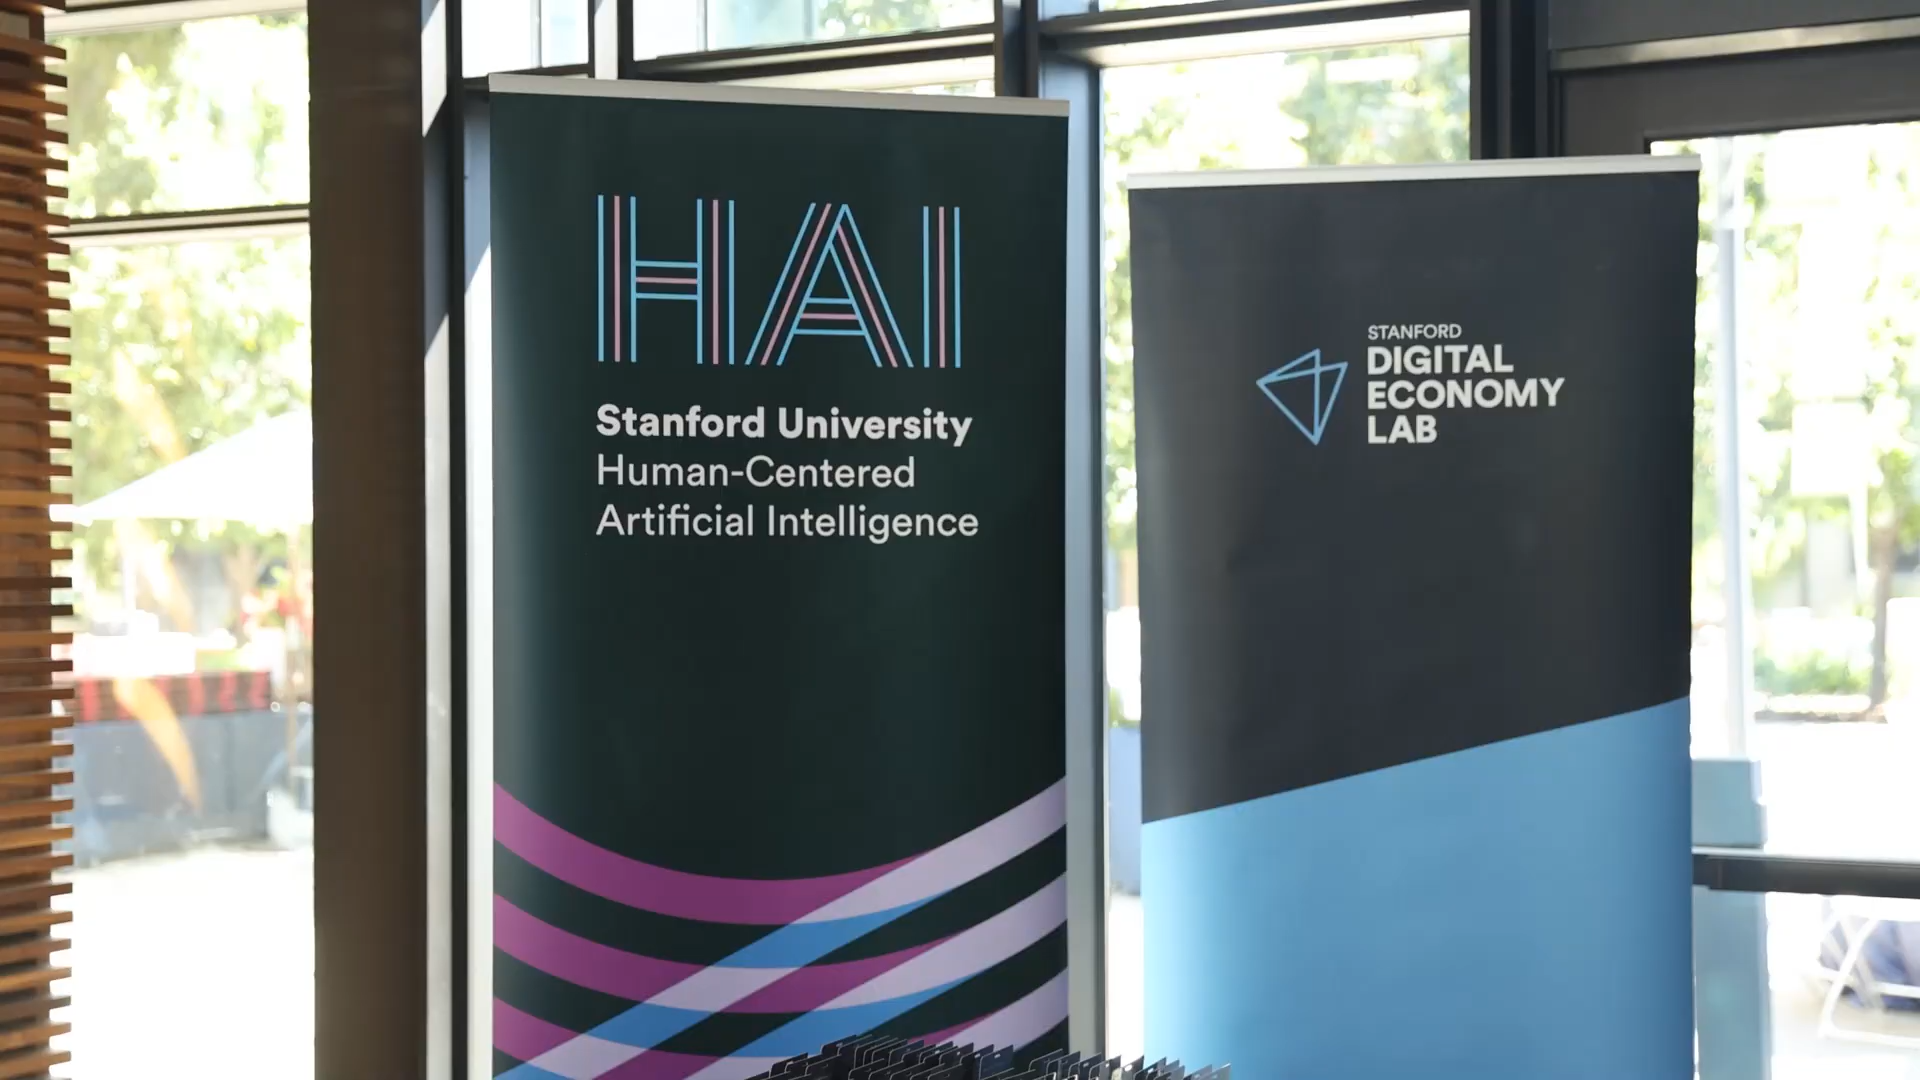 HAI
Stanford University
Human-Centered
Artificial Intelligence
STANFORD
DIGITAL
ECONOMY
LAB